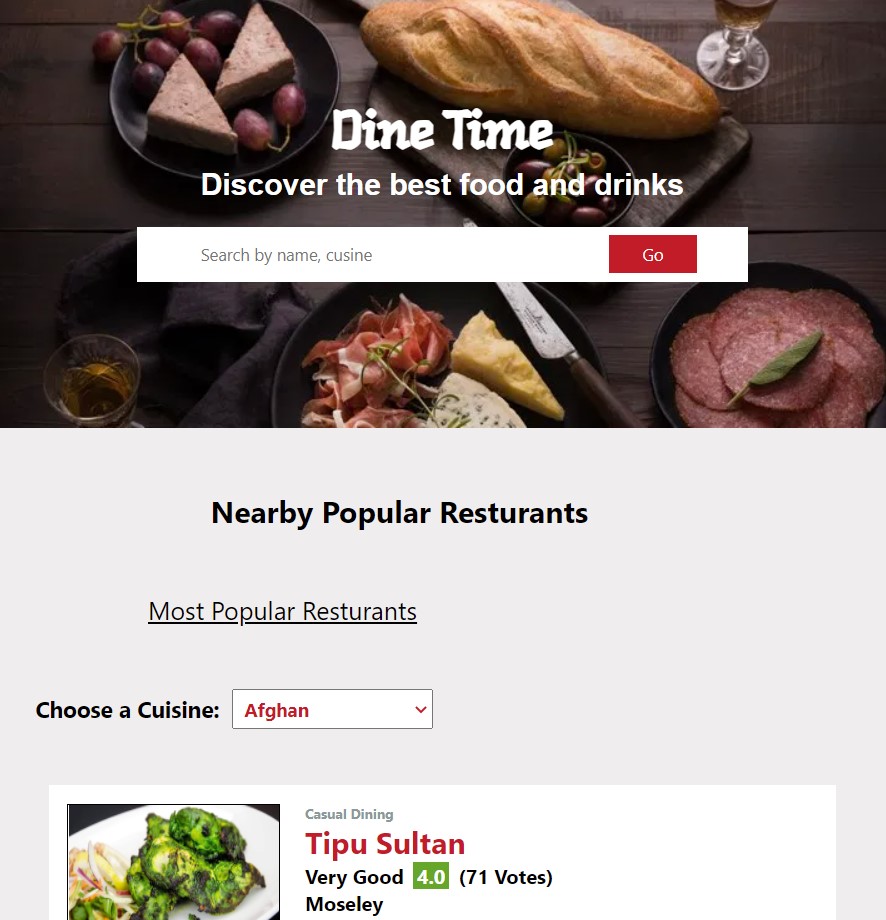 Dine Time
Discover the best food and drinks
Search by name, cusine
Go
Nearby Popular Resturants
Most Popular Resturants
Choose a Cuisine:
Afghan
Casual Dining
Tipu Sultan
Very Good 4.0 (71 Votes)
Moseley